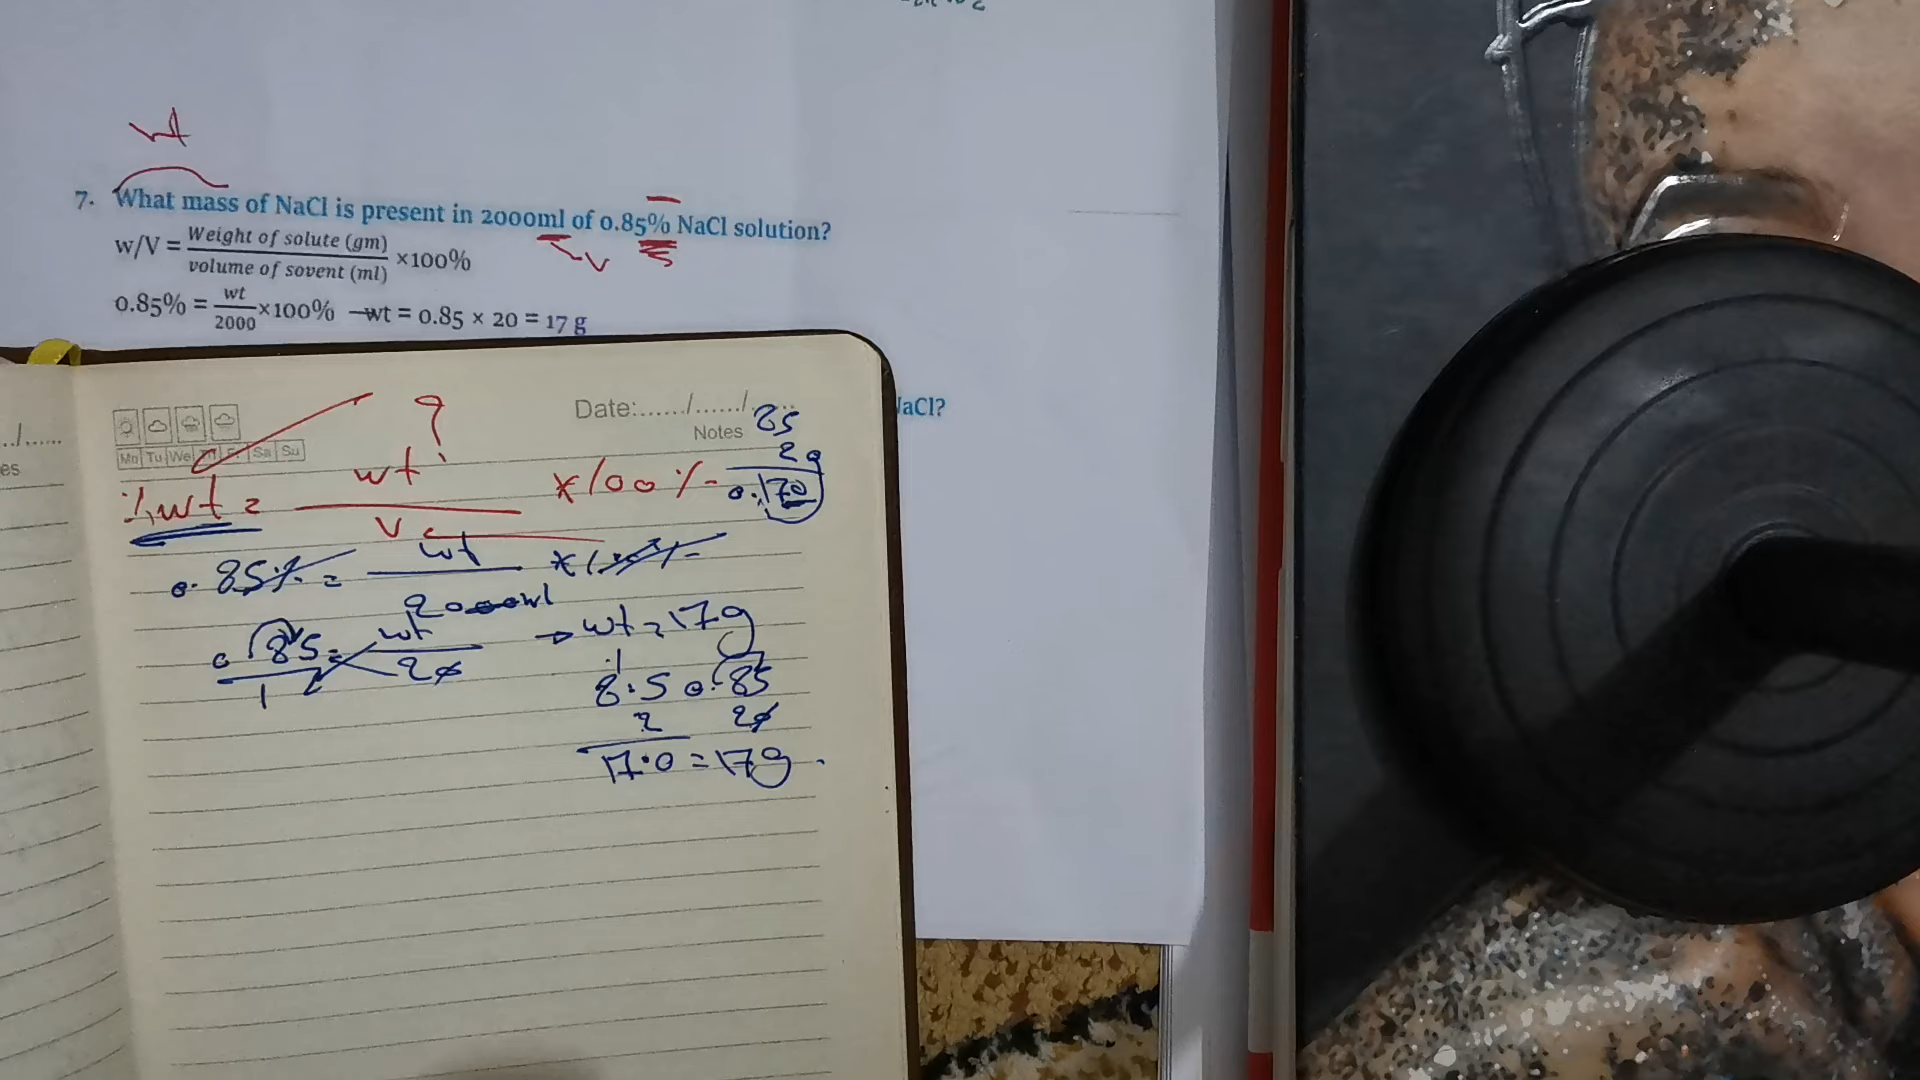 wt
7. What mass of NaCl is present in 2000ml of 0.85% NaCl solution?
V
w/V = Weight of solute (gm) / volume of sovent (ml) ×100%
0.85% = wt / 2000 ×100% → wt = 0.85 × 20 = 17 g
NaCl?
Date:....../....../......
Notes
Mo Tu We Th Fr Sa Su
85
20
0.170
?
%wt = wt / V * 100 %
0.85% = wt / 2000ml * 100%
0.85 / 1 = wt / 20 → wt = 17g
8.5 0.85
2 20
17.0 = 17g.
../......
es